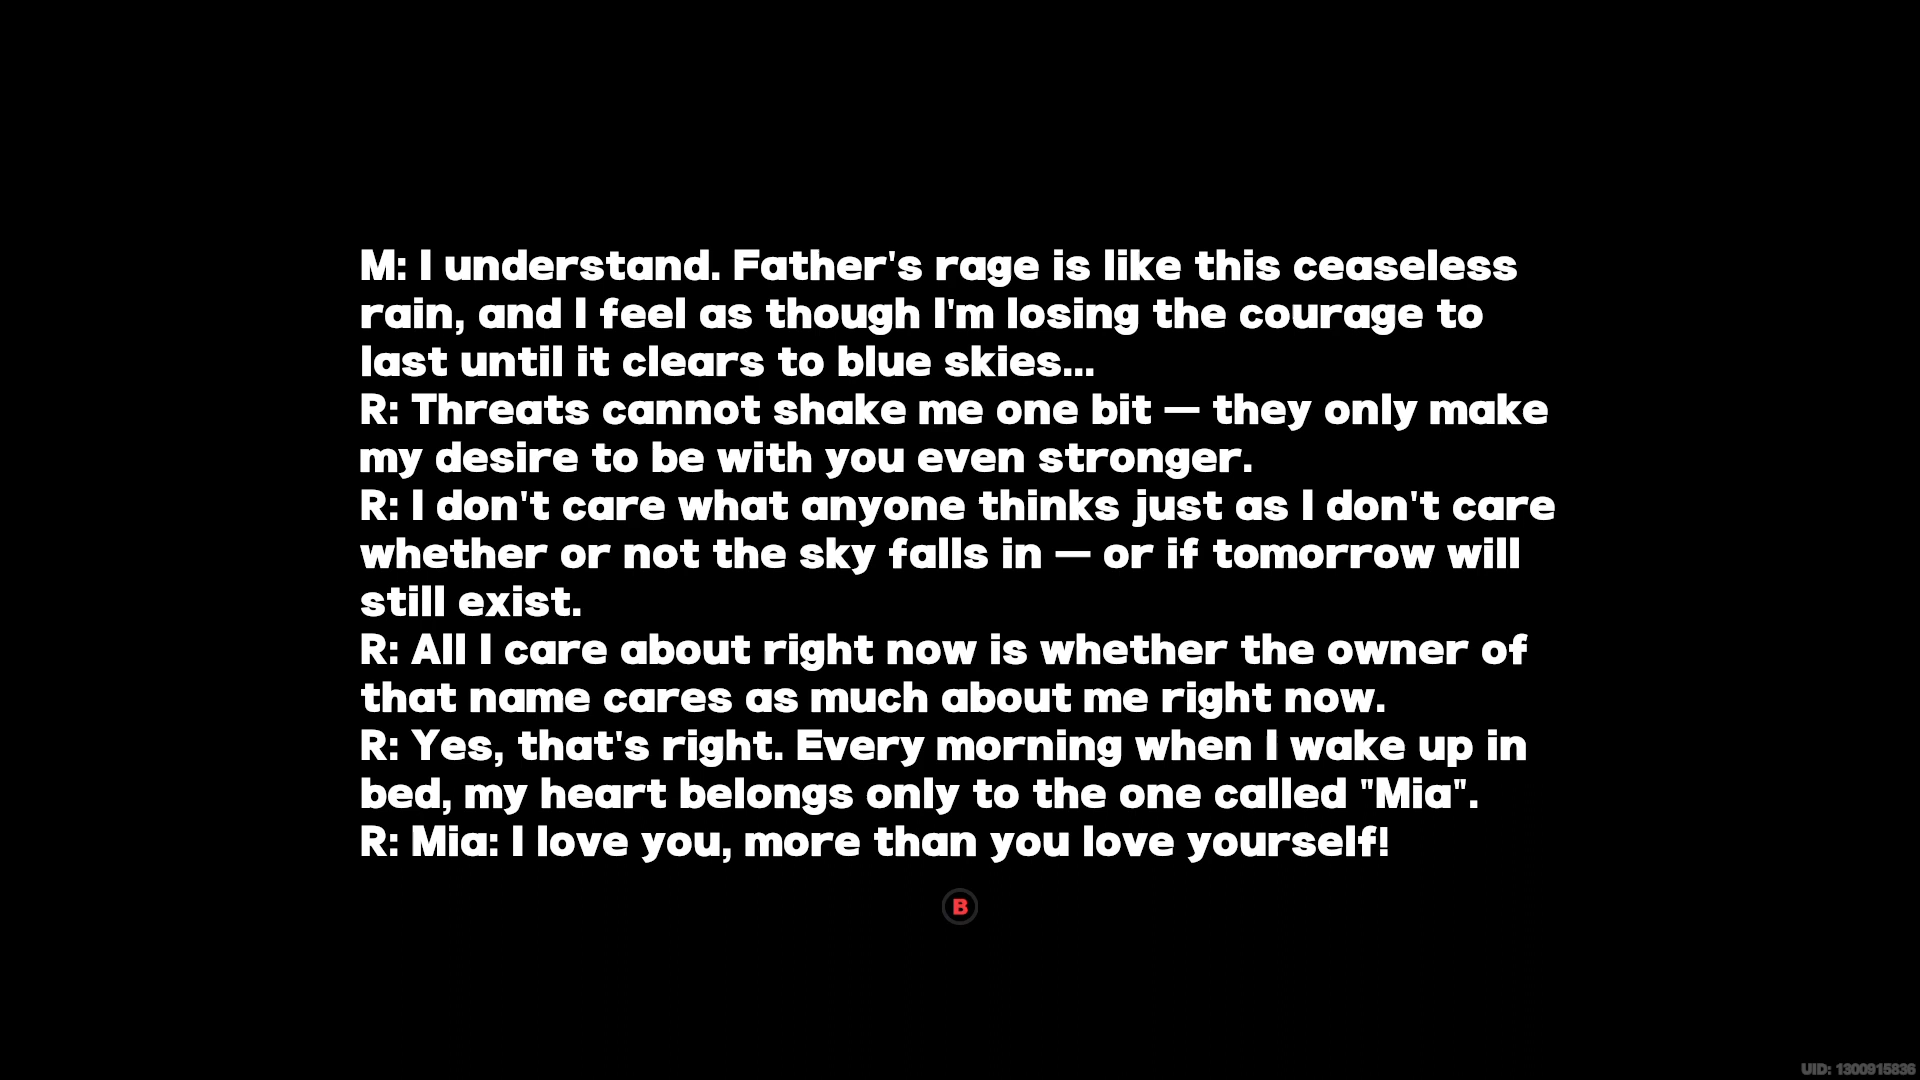 M: I understand. Father's rage is like this ceaseless
rain, and I feel as though I'm losing the courage to
last until it clears to blue skies...
R: Threats cannot shake me one bit — they only make
my desire to be with you even stronger.
R: I don't care what anyone thinks just as I don't care
whether or not the sky falls in — or if tomorrow will
still exist.
R: All I care about right now is whether the owner of
that name cares as much about me right now.
R: Yes, that's right. Every morning when I wake up in
bed, my heart belongs only to the one called "Mia".
R: Mia: I love you, more than you love yourself!
B
UID: 1300915836